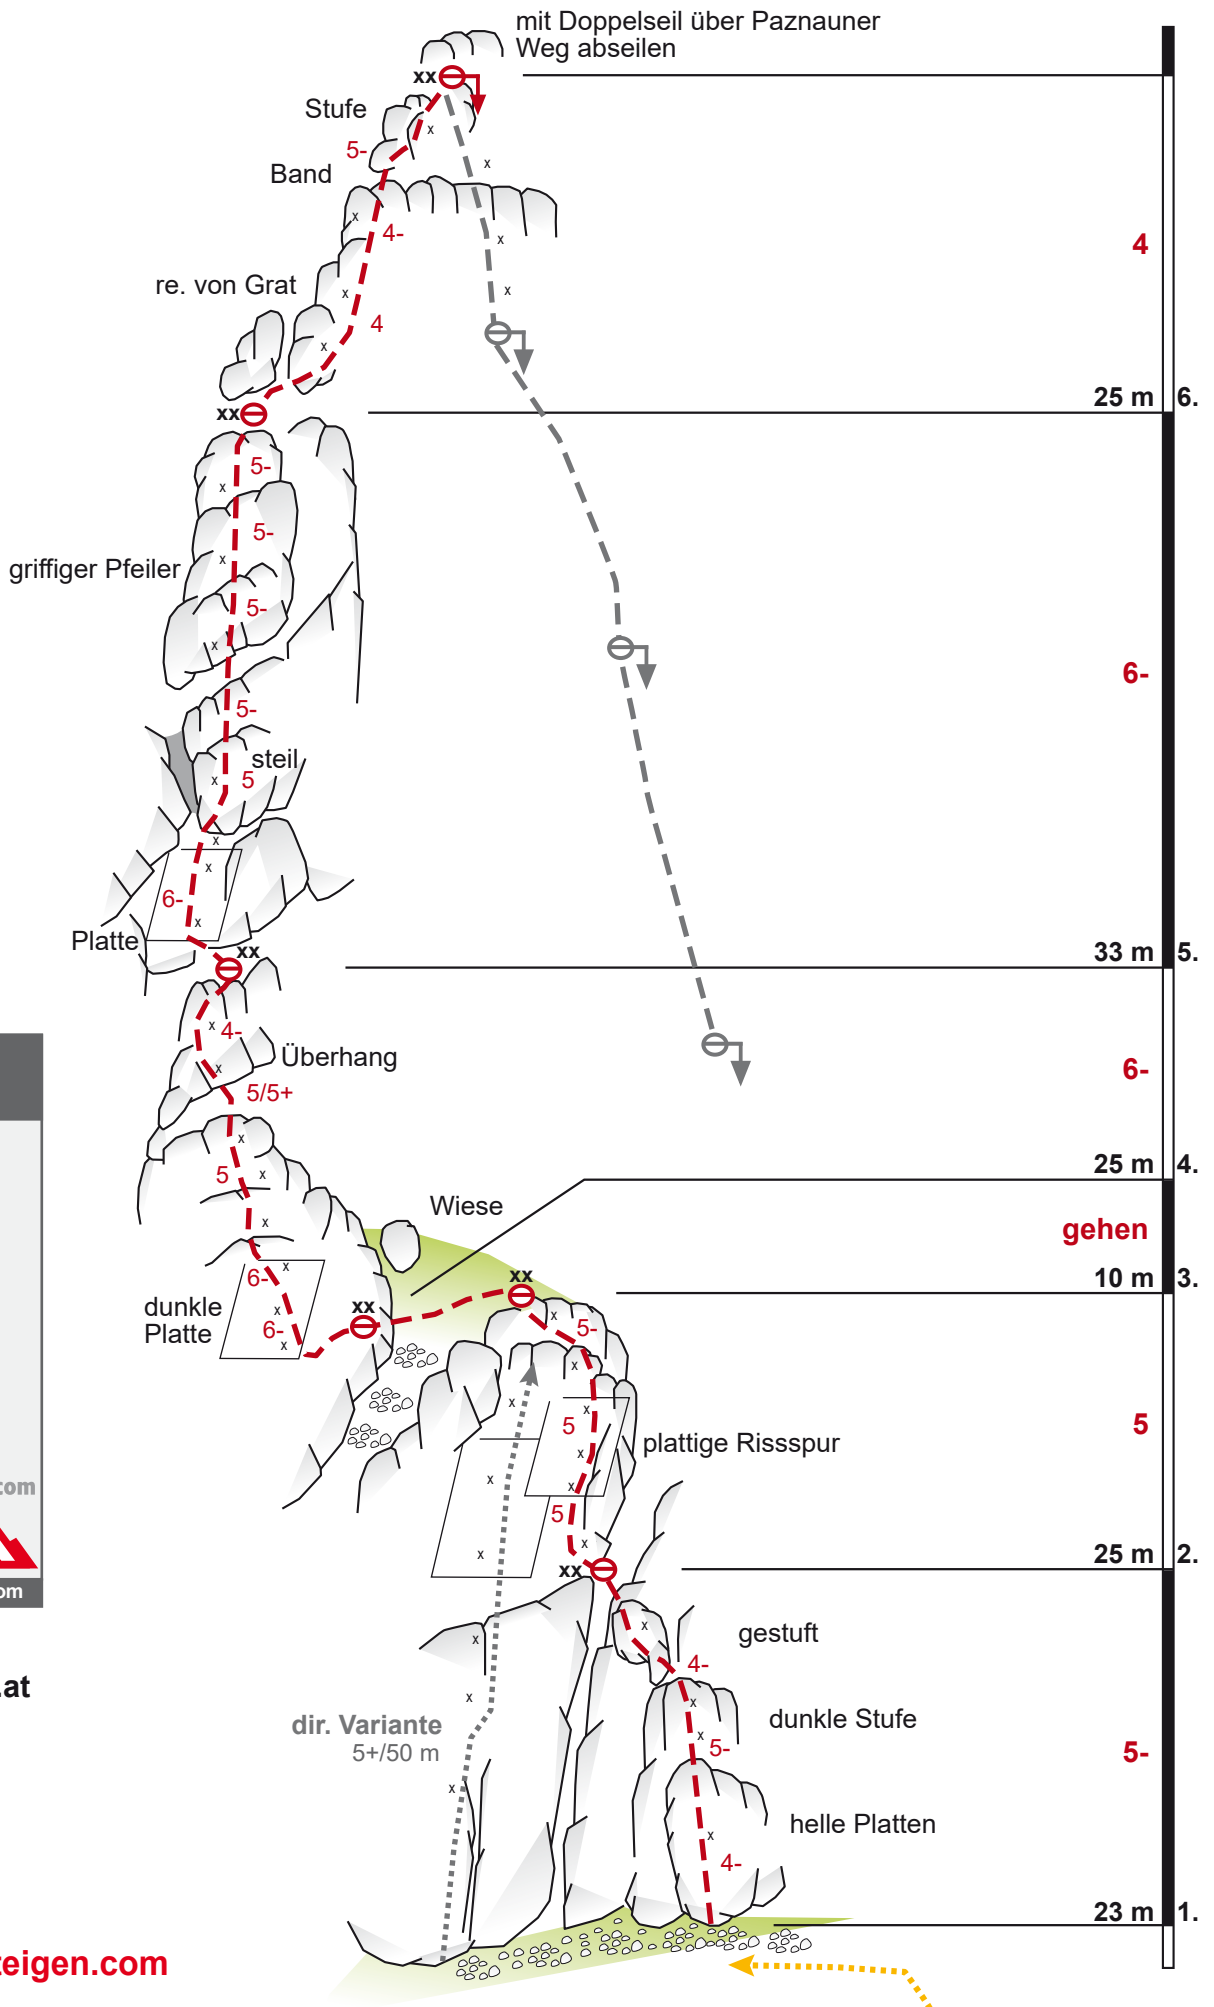 mit Doppelseil über Paznauner
Weg abseilen
xx
Stufe
x
5-
x
Band
x
4-
x
4
re. von Grat
x
x
4
x
25 m 6.
xx
5-
x
5-
griffiger Pfeiler
x
5-
x
6-
5-
steil
x
5
x
x
6-
x
Platte
xx
33 m 5.
x
4-
Überhang
x
6-
5/5+
x
5
x
25 m 4.
Wiese
x
gehen
x
6-
xx
10 m 3.
dunkle
Platte
x
6-
x
xx
x
5-
x
x
x
5
5
plattige Rissspur
x
x
x
com
5
x
x
25 m 2.
xx
om
x
gestuft
x
4-
.at
x
x
dir. Variante
5+/50 m
dunkle Stufe
x
5-
5-
x
helle Platten
x
4-
23 m 1.
zeigen.com